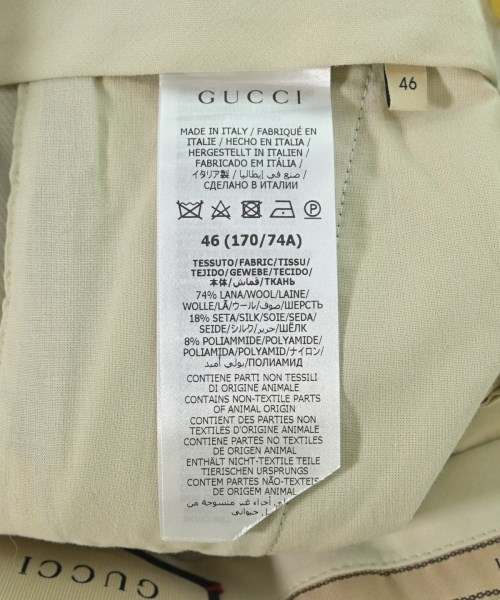 GUCCI
MADE IN ITALY / FABRIQUÉ EN
ITALIE / HECHO EN ITALIA/
HERGESTELLT IN ITALIEN/
FABRICADO EM ITÁLIA/
イタリア製 / صنع في إيطاليا /
СДЕЛАНО В ИТАЛИИ
P
46 (170/74A)
TESSUTO/FABRIC/TISSU/
TEJIDO/GEWEBE/TECIDO/
本体/قماش/ТКАНЬ
74% LANA/WOOL/LAINE/
WOLLE/LÃ/ウール/صوف/ШЕРСТЬ
18% SETA/SILK/SOIE/SEDA/
SEIDE/シルク/حرير/ШЁЛК
8% POLIAMMIDE/POLYAMIDE/
POLIAMIDA/POLYAMID/ナイロン/
بولي أميد/ПОЛИАМИД
CONTIENE PARTI NON TESSILI
DI ORIGINE ANIMALE
CONTAINS NON-TEXTILE PARTS
OF ANIMAL ORIGIN
CONTIENT DES PARTIES NON
TEXTILES D'ORIGINE ANIMALE
CONTIENE PARTES NO TEXTILES
DE ORIGEN ANIMAL
ENTHÄLT NICHT-TEXTILE TEILE
TIERISCHEN URSPRUNGS
CONTEM PARTES NÃO-TEXTEIS
DE ORIGEM ANIMAL
أجزاء غير منسوجة من
حيواني
46
GUCCI